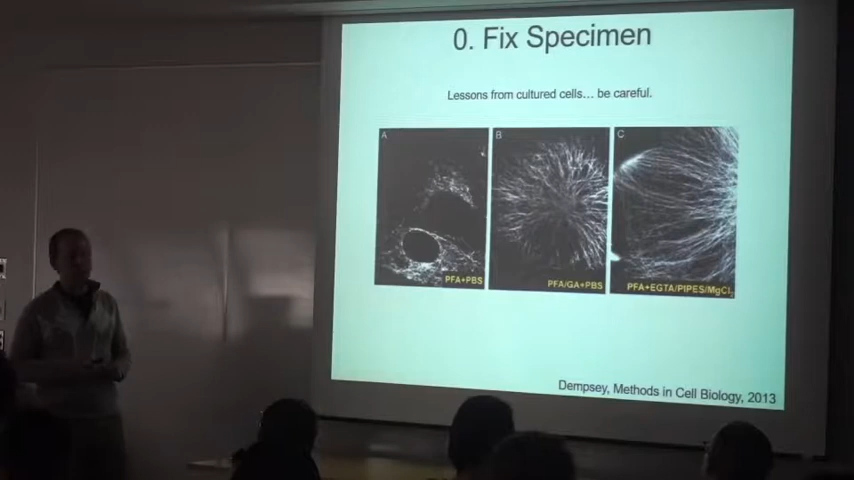 0. Fix Specimen
Lessons from cultured cells... be careful.
A
B
C
PFA+PBS
PFA/GA+PBS
PFA+EGTA/PIPES/MgCl2
Dempsey, Methods in Cell Biology, 2013